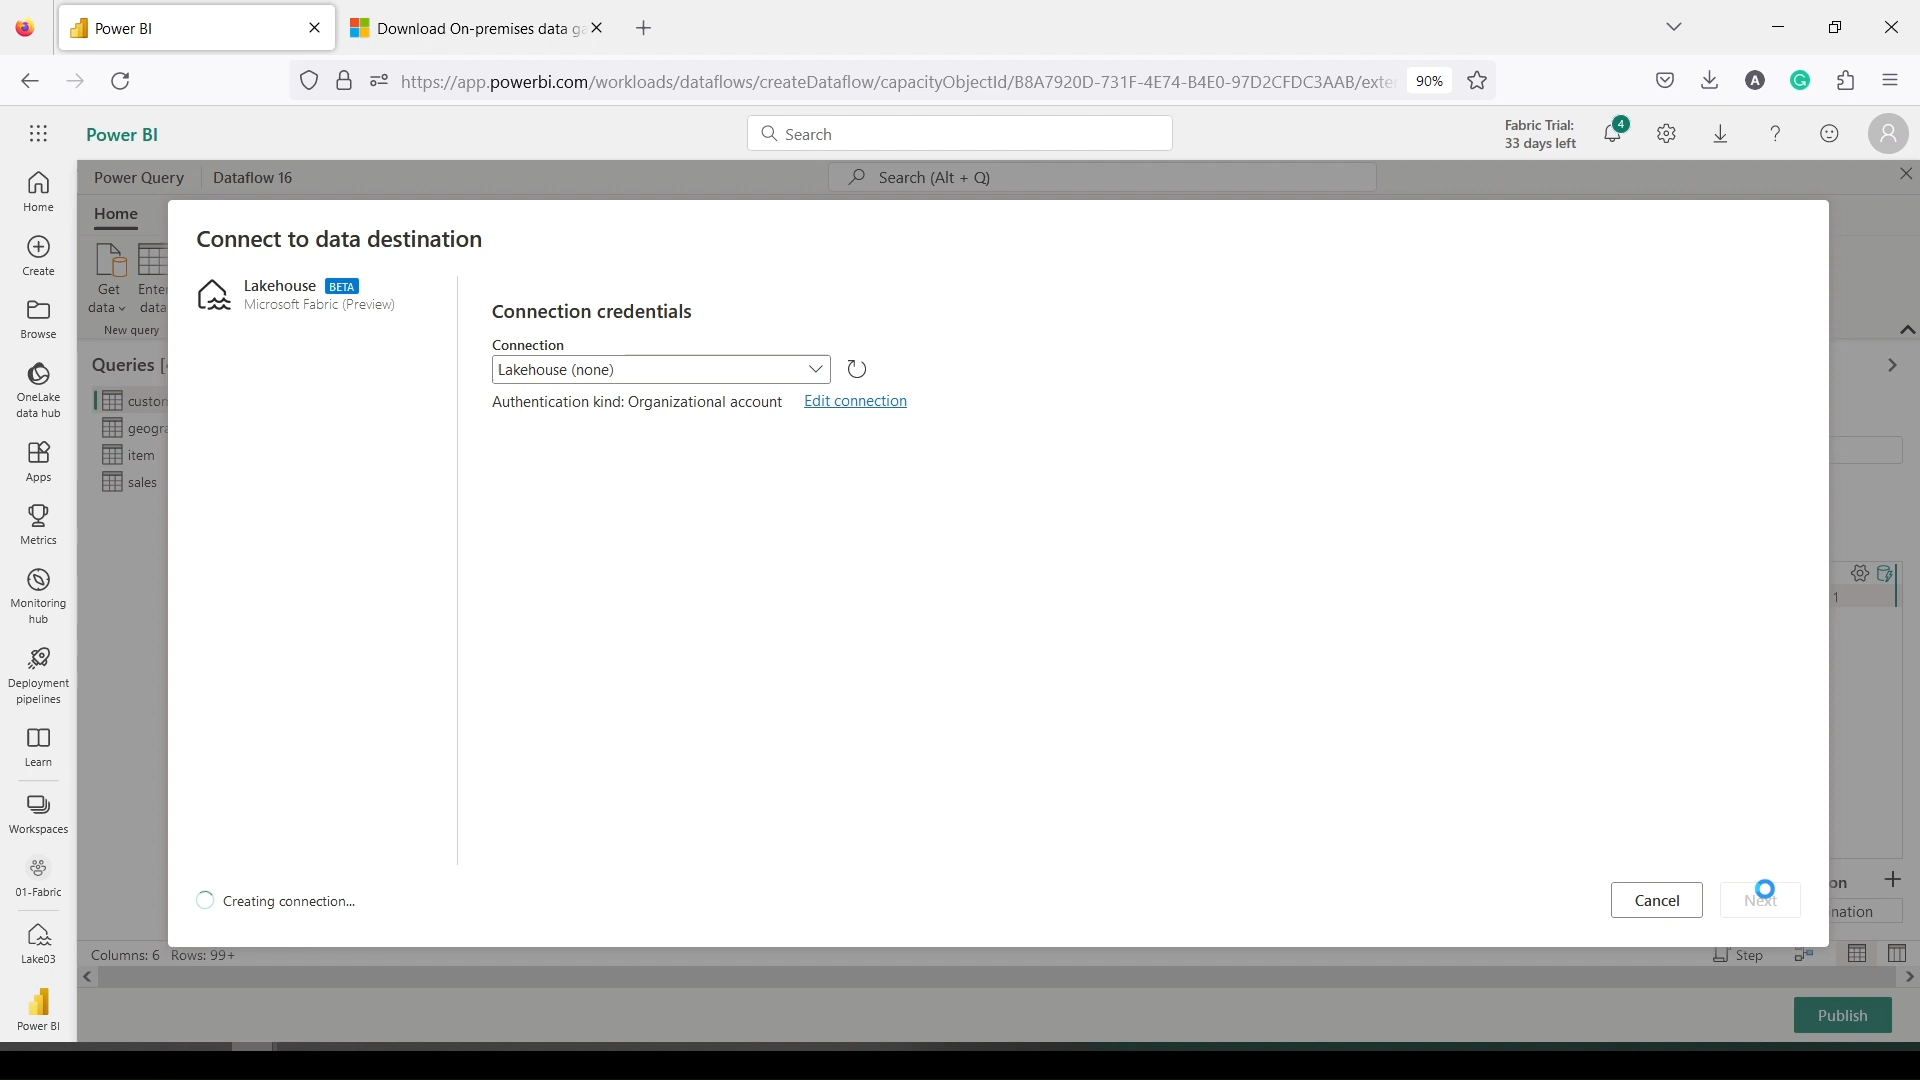 Power BI
Download On-premises data ga
https://app.powerbi.com/workloads/dataflows/createDataflow/capacityObjectId/B8A7920D-731F-4E74-B4E0-97D2CFDC3AAB/exte
90%
A
Power BI
Search
Fabric Trial:
33 days left
4
Power Query
Dataflow 16
Search (Alt + Q)
Home
Create
Browse
OneLake
data hub
Apps
Metrics
Monitoring
hub
Deployment
pipelines
Learn
Workspaces
01-Fabric
Lake03
Power BI
Home
Get
data
Ente
data
New query
Queries [
custom
geogra
item
sales
Connect to data destination
Lakehouse BETA
Microsoft Fabric (Preview)
Connection credentials
Connection
Lakehouse (none)
Authentication kind: Organizational account Edit connection
Creating connection...
Cancel
Next
1
on
nation
Columns: 6 Rows: 99+
Step
Publish